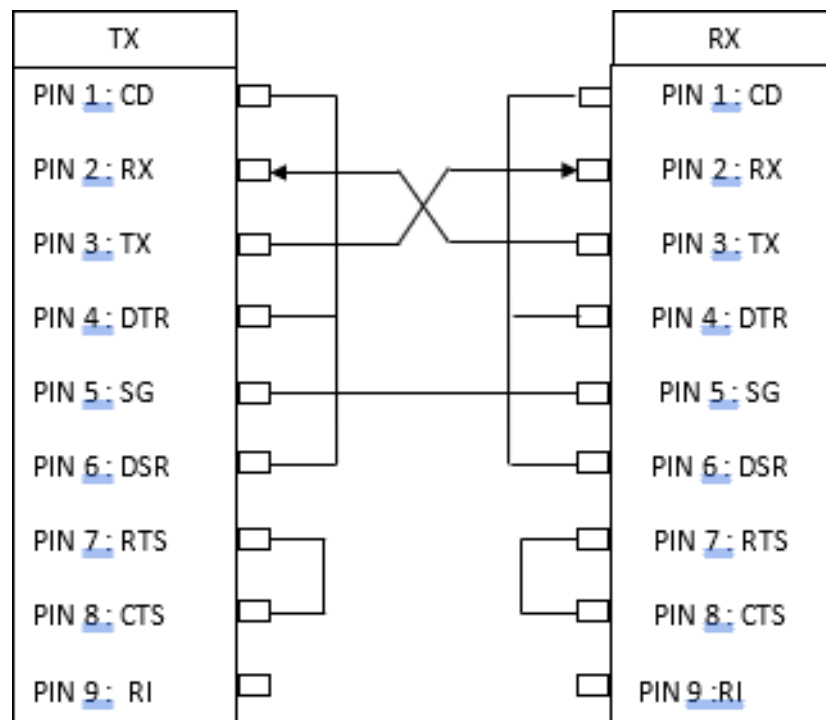 TX
PIN 1 : CD
PIN 2 : RX
PIN 3 : TX
PIN 4 : DTR
PIN 5 : SG
PIN 6 : DSR
PIN 7 : RTS
PIN 8 : CTS
PIN 9 : RI
RX
PIN 1 : CD
PIN 2 : RX
PIN 3 : TX
PIN 4 : DTR
PIN 5 : SG
PIN 6 : DSR
PIN 7 : RTS
PIN 8 : CTS
PIN 9 :RI